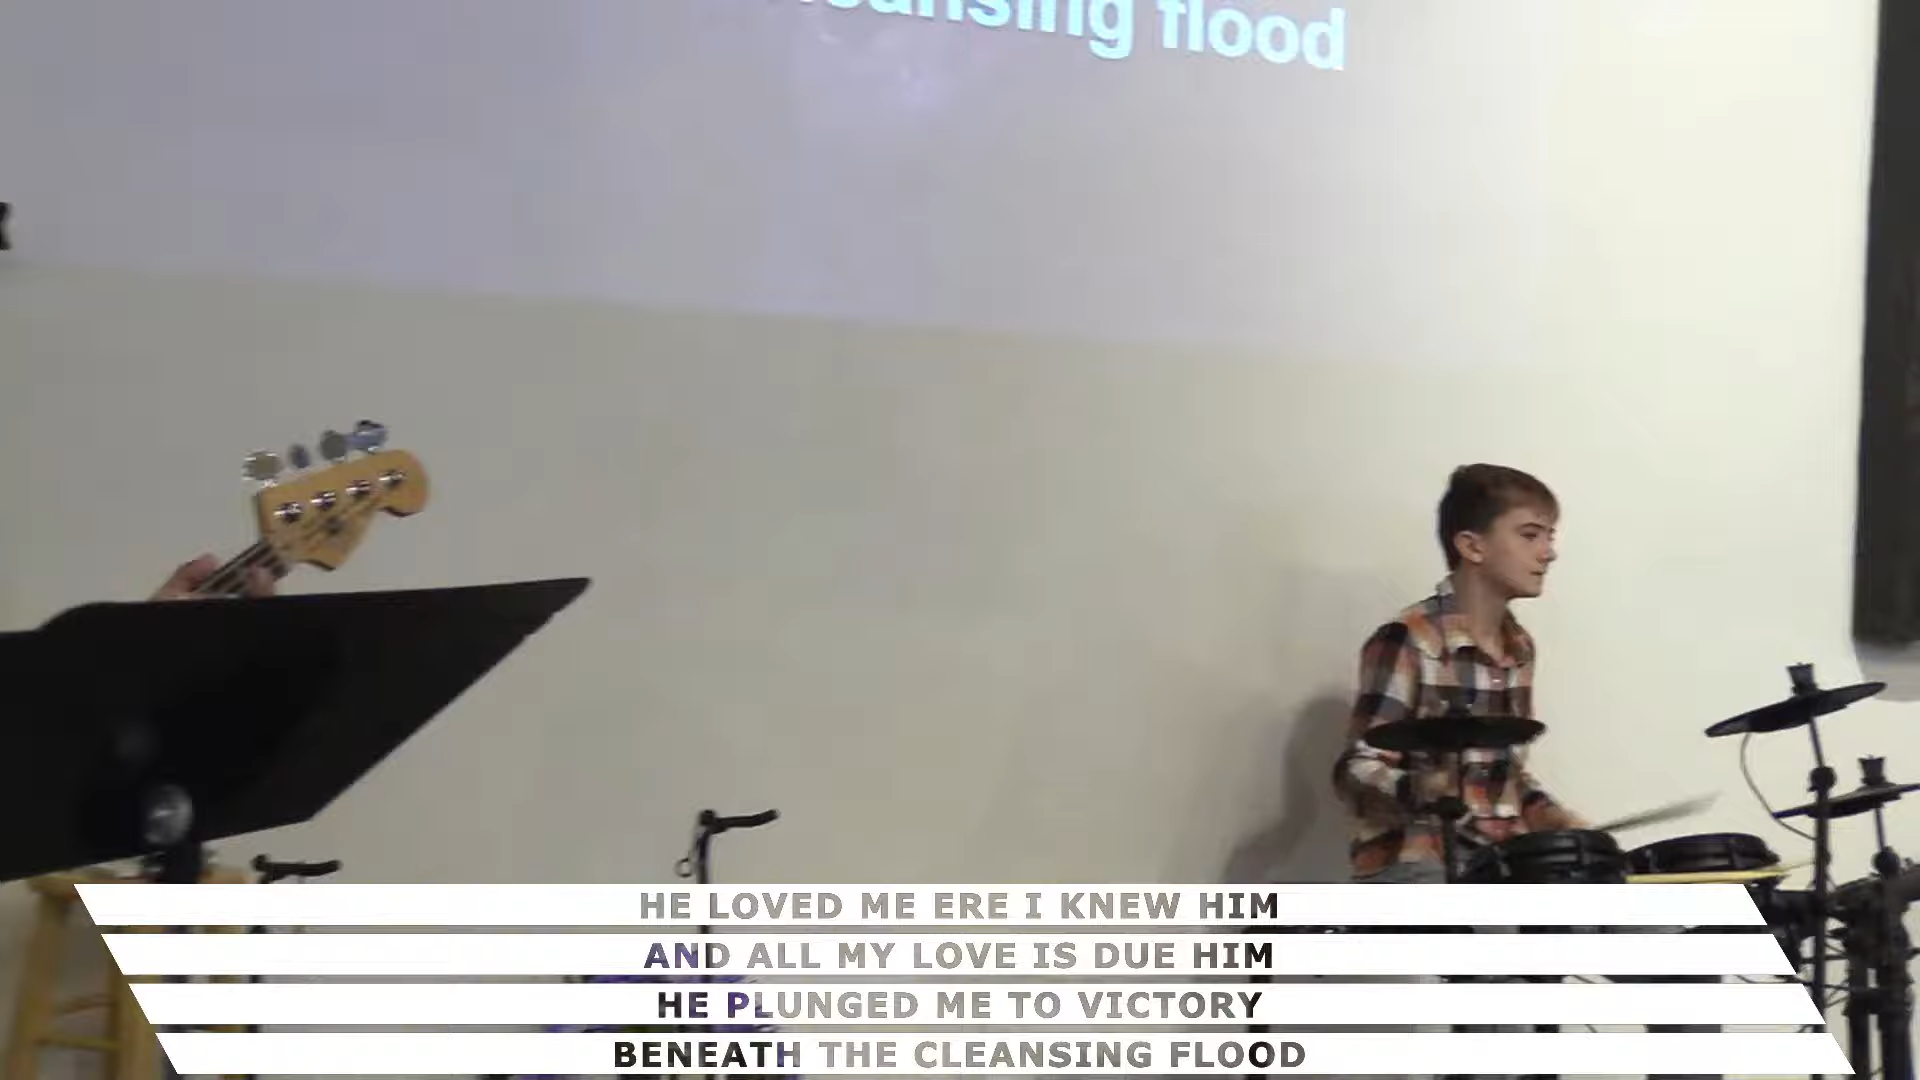 cleansing flood
HE LOVED ME ERE I KNEW HIM
AND ALL MY LOVE IS DUE HIM
HE PLUNGED ME TO VICTORY
BENEATH THE CLEANSING FLOOD